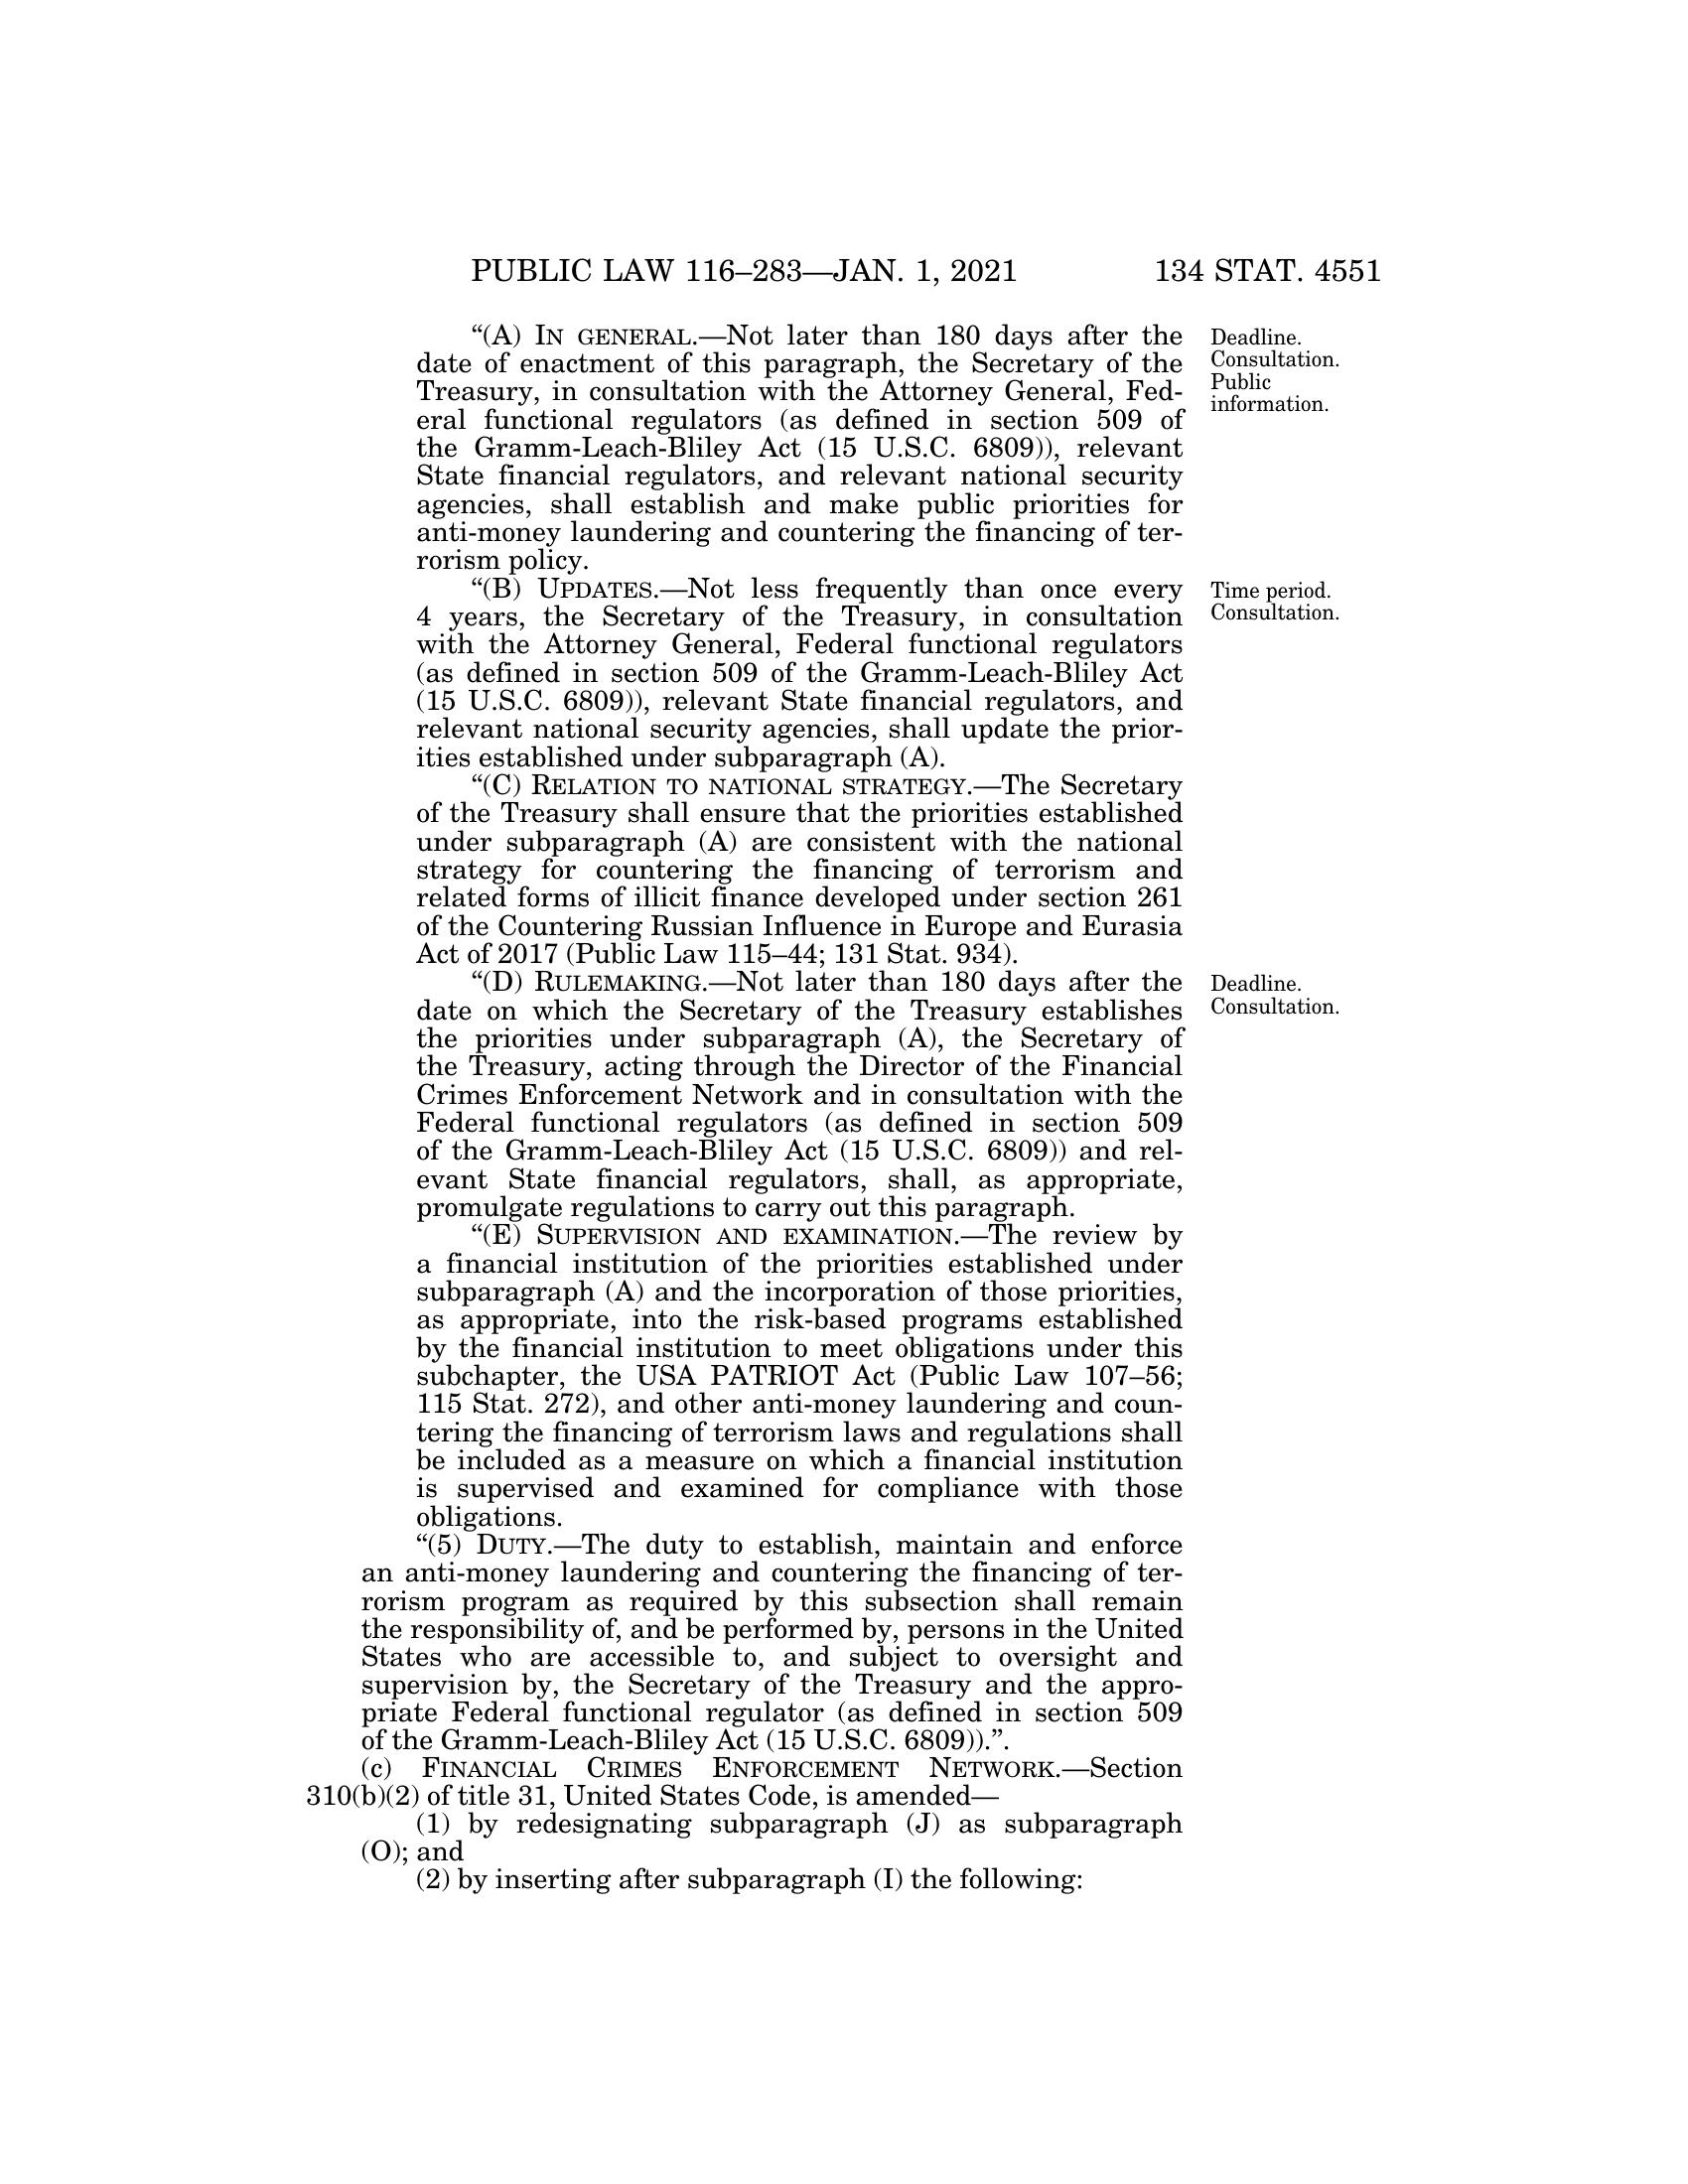 PUBLIC LAW 116–283—JAN. 1, 2021 134 STAT. 4551
“(A) IN GENERAL.—Not later than 180 days after the
date of enactment of this paragraph, the Secretary of the
Treasury, in consultation with the Attorney General, Fed-
eral functional regulators (as defined in section 509 of
the Gramm-Leach-Bliley Act (15 U.S.C. 6809)), relevant
State financial regulators, and relevant national security
agencies, shall establish and make public priorities for
anti-money laundering and countering the financing of ter-
rorism policy.
Deadline.
Consultation.
Public
information.
“(B) UPDATES.—Not less frequently than once every
4 years, the Secretary of the Treasury, in consultation
with the Attorney General, Federal functional regulators
(as defined in section 509 of the Gramm-Leach-Bliley Act
(15 U.S.C. 6809)), relevant State financial regulators, and
relevant national security agencies, shall update the prior-
ities established under subparagraph (A).
Time period.
Consultation.
“(C) RELATION TO NATIONAL STRATEGY.—The Secretary
of the Treasury shall ensure that the priorities established
under subparagraph (A) are consistent with the national
strategy for countering the financing of terrorism and
related forms of illicit finance developed under section 261
of the Countering Russian Influence in Europe and Eurasia
Act of 2017 (Public Law 115–44; 131 Stat. 934).
“(D) RULEMAKING.—Not later than 180 days after the
date on which the Secretary of the Treasury establishes
the priorities under subparagraph (A), the Secretary of
the Treasury, acting through the Director of the Financial
Crimes Enforcement Network and in consultation with the
Federal functional regulators (as defined in section 509
of the Gramm-Leach-Bliley Act (15 U.S.C. 6809)) and rel-
evant State financial regulators, shall, as appropriate,
promulgate regulations to carry out this paragraph.
Deadline.
Consultation.
“(E) SUPERVISION AND EXAMINATION.—The review by
a financial institution of the priorities established under
subparagraph (A) and the incorporation of those priorities,
as appropriate, into the risk-based programs established
by the financial institution to meet obligations under this
subchapter, the USA PATRIOT Act (Public Law 107–56;
115 Stat. 272), and other anti-money laundering and coun-
tering the financing of terrorism laws and regulations shall
be included as a measure on which a financial institution
is supervised and examined for compliance with those
obligations.
“(5) DUTY.—The duty to establish, maintain and enforce
an anti-money laundering and countering the financing of ter-
rorism program as required by this subsection shall remain
the responsibility of, and be performed by, persons in the United
States who are accessible to, and subject to oversight and
supervision by, the Secretary of the Treasury and the appro-
priate Federal functional regulator (as defined in section 509
of the Gramm-Leach-Bliley Act (15 U.S.C. 6809)).”.
(c) FINANCIAL CRIMES ENFORCEMENT NETWORK.—Section
310(b)(2) of title 31, United States Code, is amended—
(1) by redesignating subparagraph (J) as subparagraph
(O); and
(2) by inserting after subparagraph (I) the following: